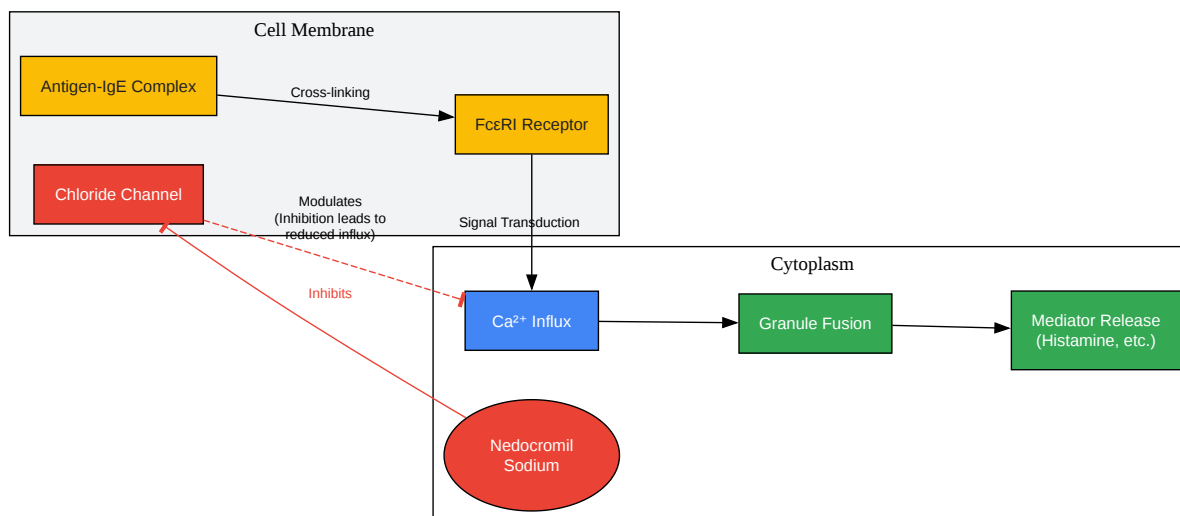 Cell Membrane
Antigen-IgE Complex
Cross-linking
FcεRI Receptor
Chloride Channel
Modulates
(Inhibition leads to
reduced influx)
Signal Transduction
Cytoplasm
Inhibits
Ca²⁺ Influx
Granule Fusion
Mediator Release
(Histamine, etc.)
Nedocromil
Sodium